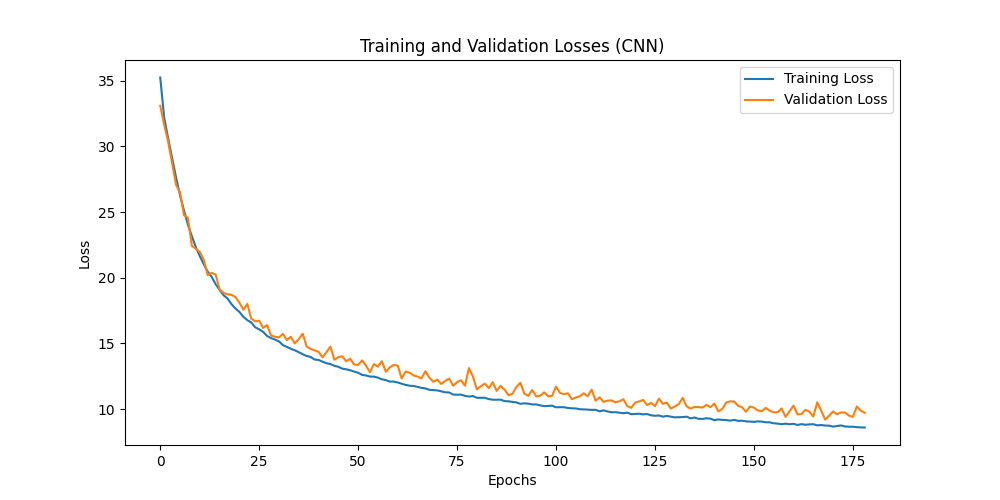 Training and Validation Losses (CNN)
Training Loss
Validation Loss
35
30
25
20
15
10
Loss
0
25
50
75
100
125
150
175
Epochs